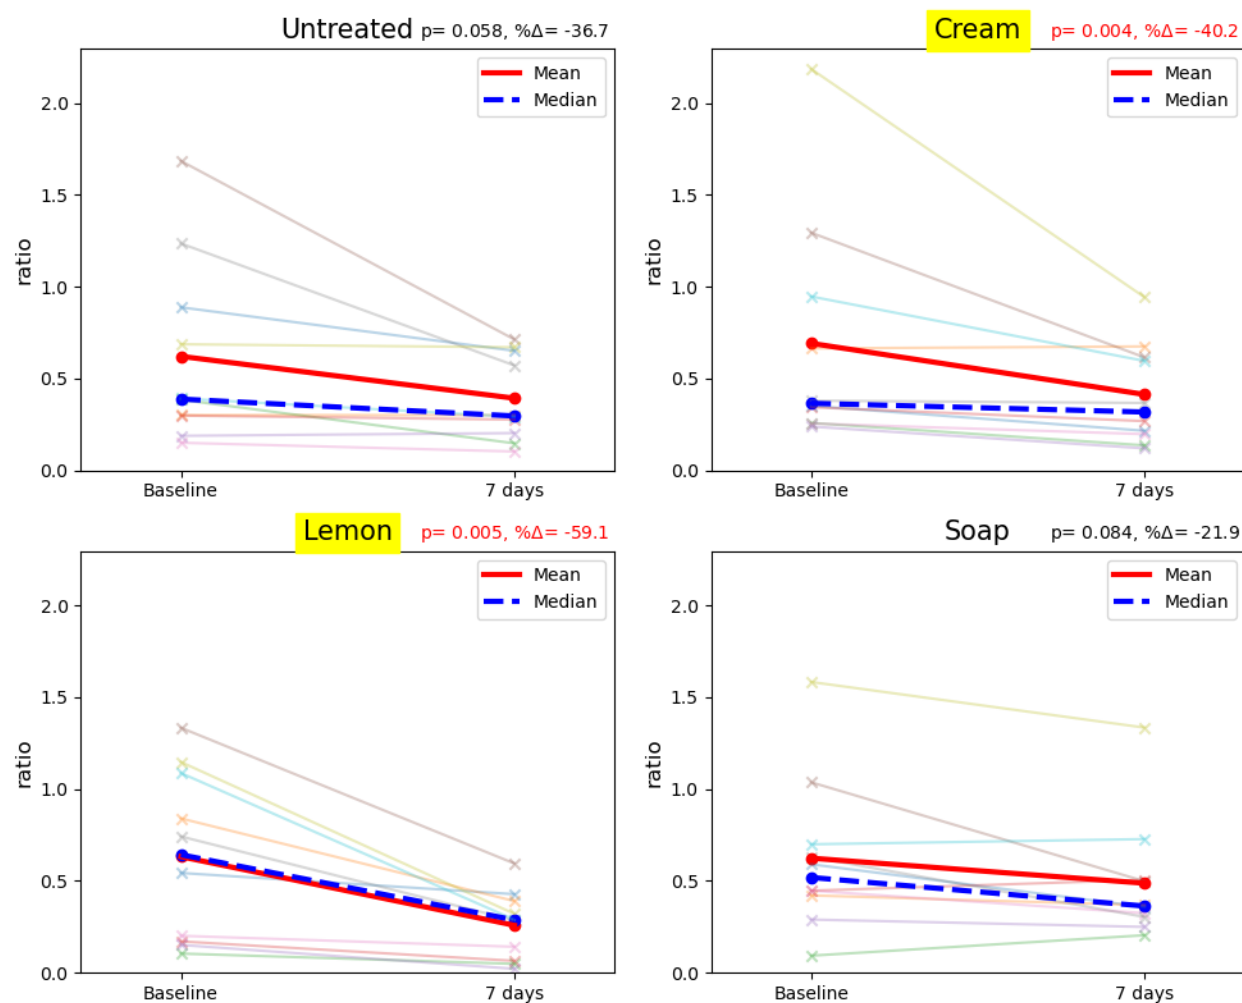 Untreated p= 0.058, %Δ= -36.7
Mean
Median
2.0
1.5
1.0
0.5
0.0
ratio
Baseline 7 days
Cream p= 0.004, %Δ= -40.2
Mean
Median
2.0
1.5
1.0
0.5
0.0
ratio
Baseline 7 days
Lemon p= 0.005, %Δ= -59.1
Mean
Median
2.0
1.5
1.0
0.5
0.0
ratio
Baseline 7 days
Soap p= 0.084, %Δ= -21.9
Mean
Median
2.0
1.5
1.0
0.5
0.0
ratio
Baseline 7 days